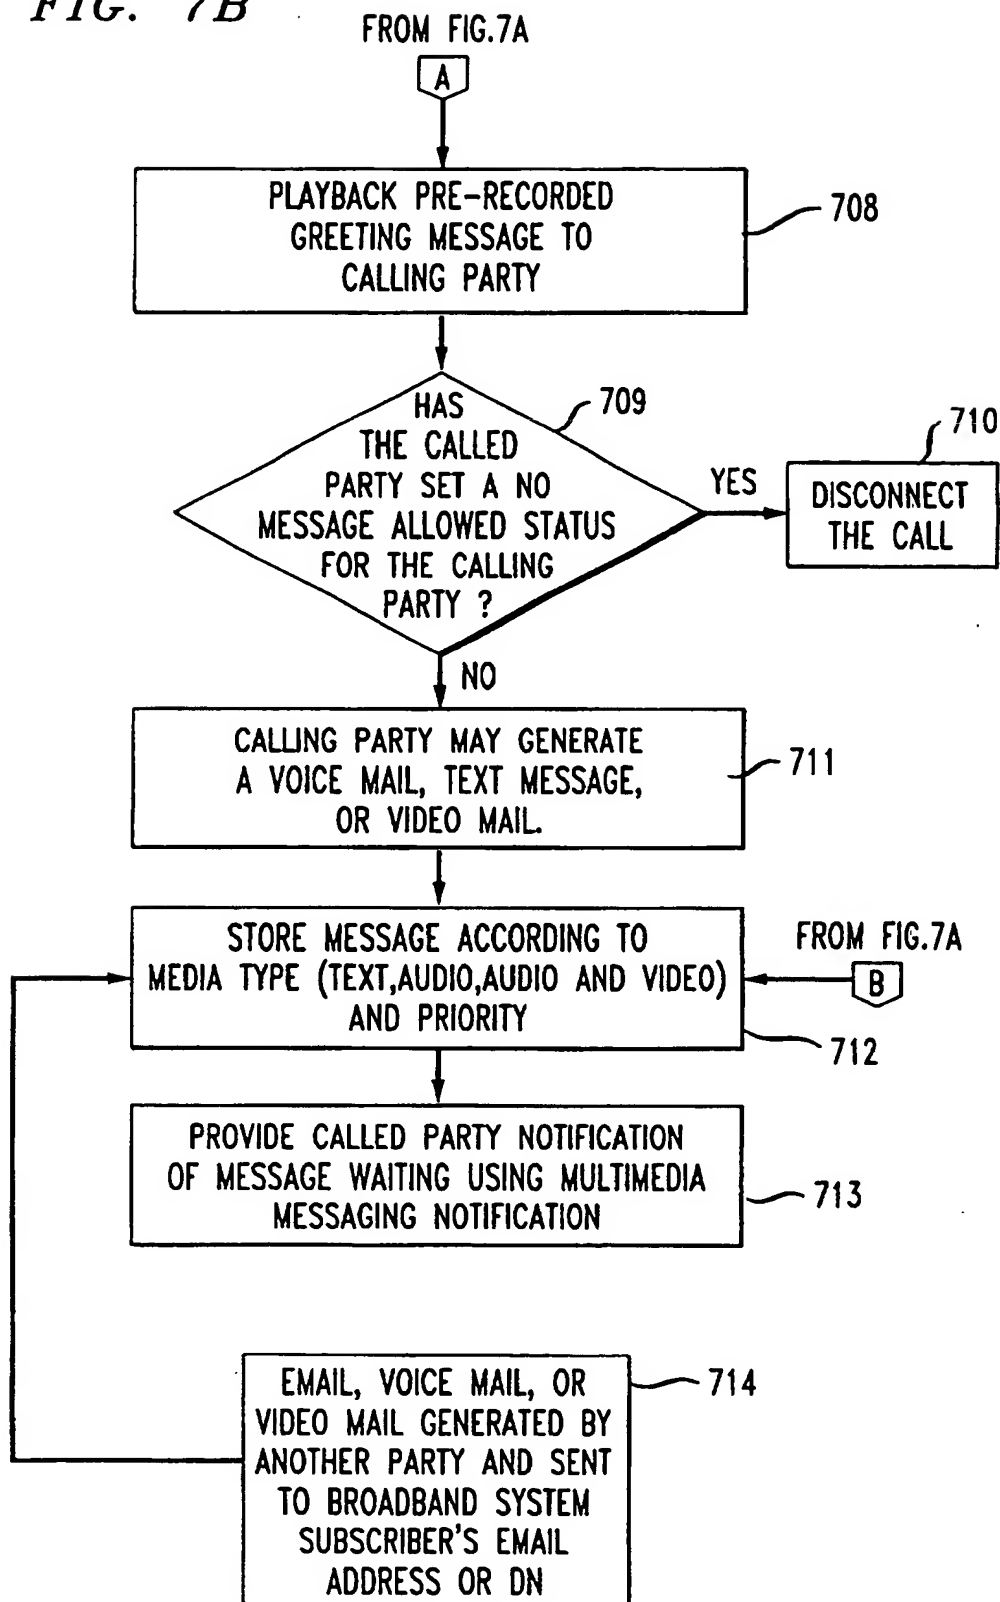 FIG. 7B
FROM FIG.7A
A
PLAYBACK PRE-RECORDED
GREETING MESSAGE TO
CALLING PARTY
708
HAS
THE CALLED
PARTY SET A NO
MESSAGE ALLOWED STATUS
FOR THE CALLING
PARTY ?
709
YES
710
DISCONNECT
THE CALL
NO
CALLING PARTY MAY GENERATE
A VOICE MAIL, TEXT MESSAGE,
OR VIDEO MAIL.
711
STORE MESSAGE ACCORDING TO
MEDIA TYPE (TEXT,AUDIO,AUDIO AND VIDEO)
AND PRIORITY
FROM FIG.7A
B
712
PROVIDE CALLED PARTY NOTIFICATION
OF MESSAGE WAITING USING MULTIMEDIA
MESSAGING NOTIFICATION
713
EMAIL, VOICE MAIL, OR
VIDEO MAIL GENERATED BY
ANOTHER PARTY AND SENT
TO BROADBAND SYSTEM
SUBSCRIBER'S EMAIL
ADDRESS OR DN
714